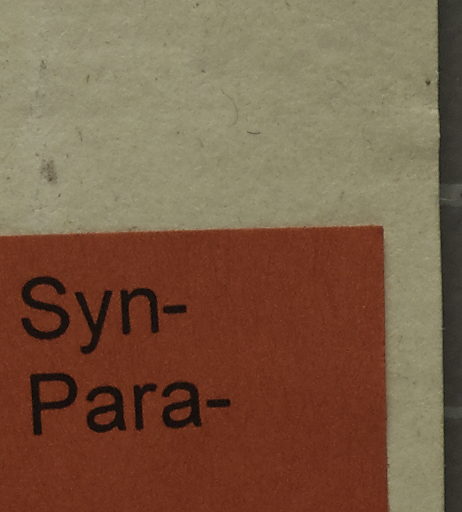 Syn-
Para-